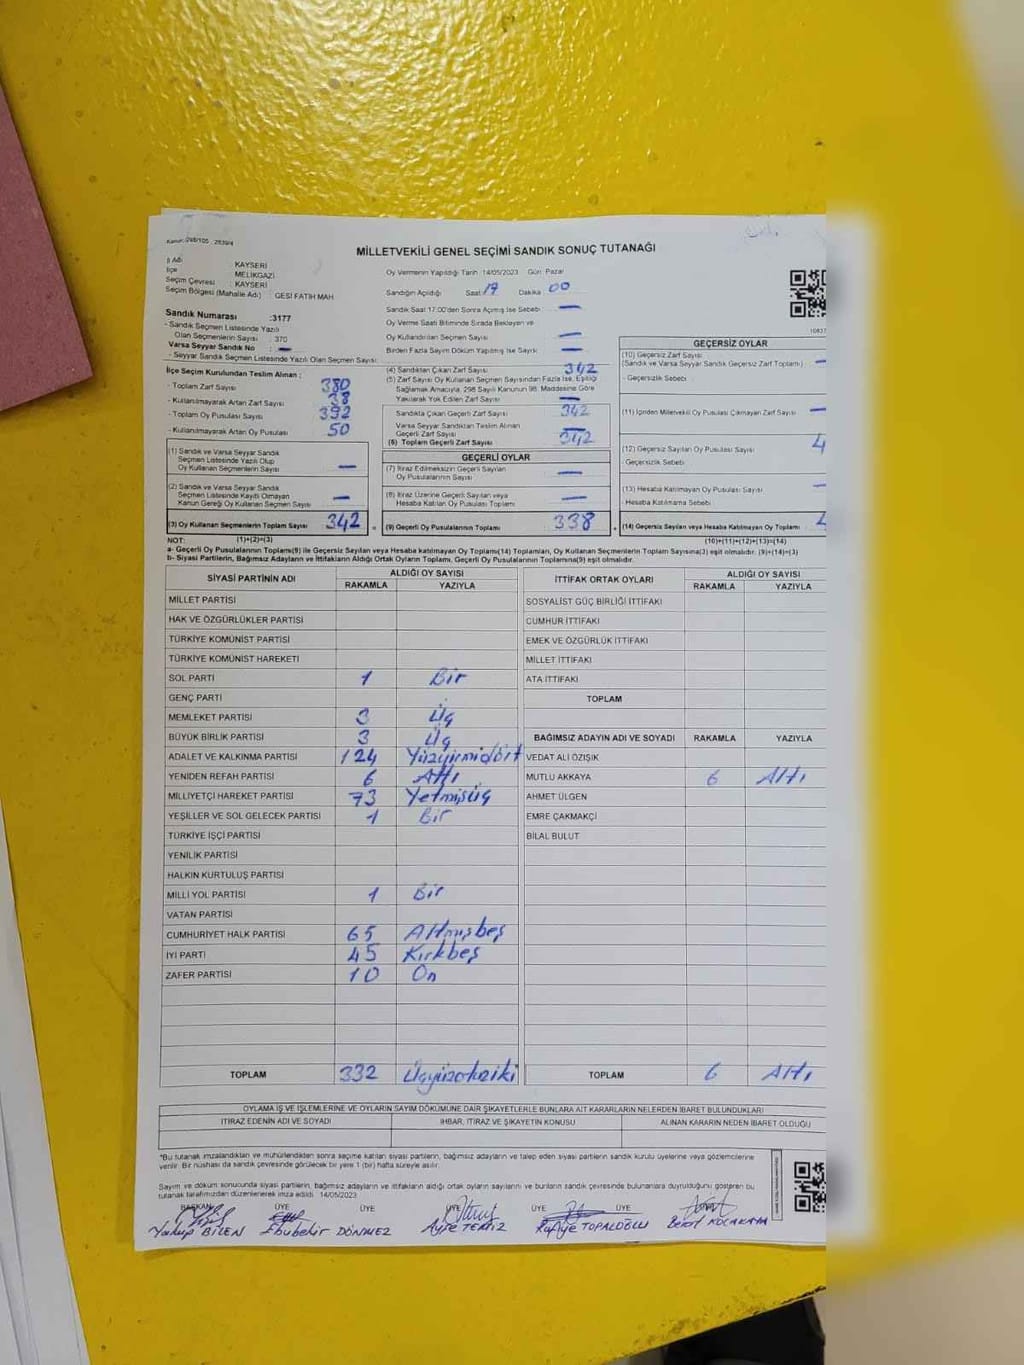 MİLLETVEKİLİ GENEL SEÇİMİ SANDIK SONUÇ TUTANAĞI
İl Adı : KAYSERİ
İlçe : MELİKGAZİ
Seçim Çevresi : KAYSERİ
Seçim Bölgesi (Mahalle Adı) : GESİ FATİH MAH
Sandık Numarası :3177
- Sandık Seçmen Listesinde Yazılı
Olan Seçmenlerin Sayısı : 370
Varsa Seyyar Sandık No : —
- Seyyar Sandık Seçmen Listesinde Yazılı Olan Seçmen Sayısı:
Oy Vermenin Yapıldığı Tarih 14/05/2023 Gün Pazar
Sandığın Açıldığı Saat 17 Dakika 00
Sandık Saat 17:00'den Sonra Açılmış İse Sebebi —
Oy Verme Saati Bitiminde Sırada Bekleyen ve
Oy Kullandırılan Seçmen Sayısı —
Birden Fazla Sayım Döküm Yapılmış İse Sayısı —
İlçe Seçim Kurulundan Teslim Alınan :
- Toplam Zarf Sayısı 380
- Kullanılmayarak Artan Zarf Sayısı 38
- Toplam Oy Pusulası Sayısı 392
- Kullanılmayarak Artan Oy Pusulası 50
(4) Sandıktan Çıkan Zarf Sayısı 342
(5) Zarf Sayısı Oy Kullanan Seçmen Sayısından Fazla İse, Eşitliği
Sağlamak Amacıyla, 298 Sayılı Kanunun 98. Maddesine Göre
Yakılarak Yok Edilen Zarf Sayısı —
Sandıkta Çıkan Geçerli Zarf Sayısı 342
Varsa Seyyar Sandıktan Teslim Alınan
Geçerli Zarf Sayısı —
(6) Toplam Geçerli Zarf Sayısı 342
GEÇERSİZ OYLAR
(10) Geçersiz Zarf Sayısı
(Sandık ve Varsa Seyyar Sandık Geçersiz Zarf Toplamı) —
- Geçersizlik Sebebi
(11) İçinden Milletvekili Oy Pusulası Çıkmayan Zarf Sayısı —
(12) Geçersiz Sayılan Oy Pusulası Sayısı 4
- Geçersizlik Sebebi
(13) Hesaba Katılmayan Oy Pusulası Sayısı —
- Hesaba Katılmama Sebebi
(14) Geçersiz Sayılan veya Hesaba Katılmayan Oy Toplamı 4
(10)+(11)+(12)+(13)=(14)
(1) Sandık ve Varsa Seyyar Sandık
Seçmen Listesinde Yazılı Olup
Oy Kullanan Seçmenlerin Sayısı —
(2) Sandık ve Varsa Seyyar Sandık
Seçmen Listesinde Kayıtlı Olmayan
Kanun Gereği Oy Kullanan Seçmen Sayısı —
(3) Oy Kullanan Seçmenlerin Toplam Sayısı 342
(1)+(2)=(3)
GEÇERLİ OYLAR
(7) İtiraz Edilmeksizin Geçerli Sayılan
Oy Pusulasının Sayısı —
(8) İtiraz Üzerine Geçerli Sayılan veya
Hesaba Katılan Oy Pusulası Toplamı —
(9) Geçerli Oy Pusulalarının Toplamı 338
NOT:
a- Geçerli Oy Pusulalarının Toplamı(9) ile Geçersiz Sayılan veya Hesaba katılmayan Oy Toplamı(14) Toplamları, Oy Kullanan Seçmenlerin Toplam Sayısına(3) eşit olmalıdır. (9)+(14)=(3)
b- Siyasi Partilerin, Bağımsız Adayların ve İttifakların Aldığı Ortak Oyların Toplamı, Geçerli Oy Pusulalarının Toplamına(9) eşit olmalıdır.
SİYASİ PARTİNİN ADI ALDIĞI OY SAYISI
RAKAMLA YAZIYLA
MİLLET PARTİSİ
HAK VE ÖZGÜRLÜKLER PARTİSİ
TÜRKİYE KOMÜNİST PARTİSİ
TÜRKİYE KOMÜNİST HAREKETİ
SOL PARTİ 1 Bir
GENÇ PARTİ
MEMLEKET PARTİSİ 3 Üç
BÜYÜK BİRLİK PARTİSİ 3 Üç
ADALET VE KALKINMA PARTİSİ 124 Yüzyirmidört
YENİDEN REFAH PARTİSİ 6 Altı
MİLLİYETÇİ HAREKET PARTİSİ 73 Yetmişüç
YEŞİLLER VE SOL GELECEK PARTİSİ 1 Bir
TÜRKİYE İŞÇİ PARTİSİ
YENİLİK PARTİSİ
HALKIN KURTULUŞ PARTİSİ
MİLLİ YOL PARTİSİ 1 Bir
VATAN PARTİSİ
CUMHURİYET HALK PARTİSİ 65 Altmışbeş
İYİ PARTİ 45 Kırkbeş
ZAFER PARTİSİ 10 On
TOPLAM 332 Üçyüzotuziki
İTTİFAK ORTAK OYLARI ALDIĞI OY SAYISI
RAKAMLA YAZIYLA
SOSYALİST GÜÇ BİRLİĞİ İTTİFAKI
CUMHUR İTTİFAKI
EMEK VE ÖZGÜRLÜK İTTİFAKI
MİLLET İTTİFAKI
ATA İTTİFAKI
TOPLAM
BAĞIMSIZ ADAYIN ADI VE SOYADI RAKAMLA YAZIYLA
VEDAT ALİ ÖZIŞIK
MUTLU AKKAYA 6 Altı
AHMET ÜLGEN
EMRE ÇAKMAKÇI
BİLAL BULUT
TOPLAM 6 Altı
OYLAMA İŞ VE İŞLEMLERİNE VE OYLARIN SAYIM DÖKÜMÜNE DAİR ŞİKAYETLERLE BUNLARA AİT KARARLARIN NELERDEN İBARET BULUNDUKLARI
İTİRAZ EDENİN ADI VE SOYADI İHBAR, İTİRAZ VE ŞİKAYETİN KONUSU ALINAN KARARIN NEDEN İBARET OLDUĞU
"Bu tutanak imzalandıktan ve mühürlendikten sonra seçime katılan siyasi partilerin, bağımsız adayların ve talep eden siyasi partilerin sandık kurulu üyelerine veya gözlemcilerine
verilir. Bir nüshası da sandık çevresinde görülecek bir yere 1 (bir) hafta süreyle asılır.
Sayım ve döküm sonucunda siyasi partilerin, bağımsız adayların ve ittifakların aldığı ortak oyların sayılarını ve bunların sandık çevresinde bulunanlara duyrulduğunu gösteren bu
tutanak tarafımızdan düzenlenerek imza edildi. 14/05/2023
BAŞKAN ÜYE ÜYE ÜYE ÜYE ÜYE
Yakup BİLEN Ebubekir DÖNMEZ Ayşe TEMİZ Rafiye TOPALOĞLU Berat KOCAKAYA